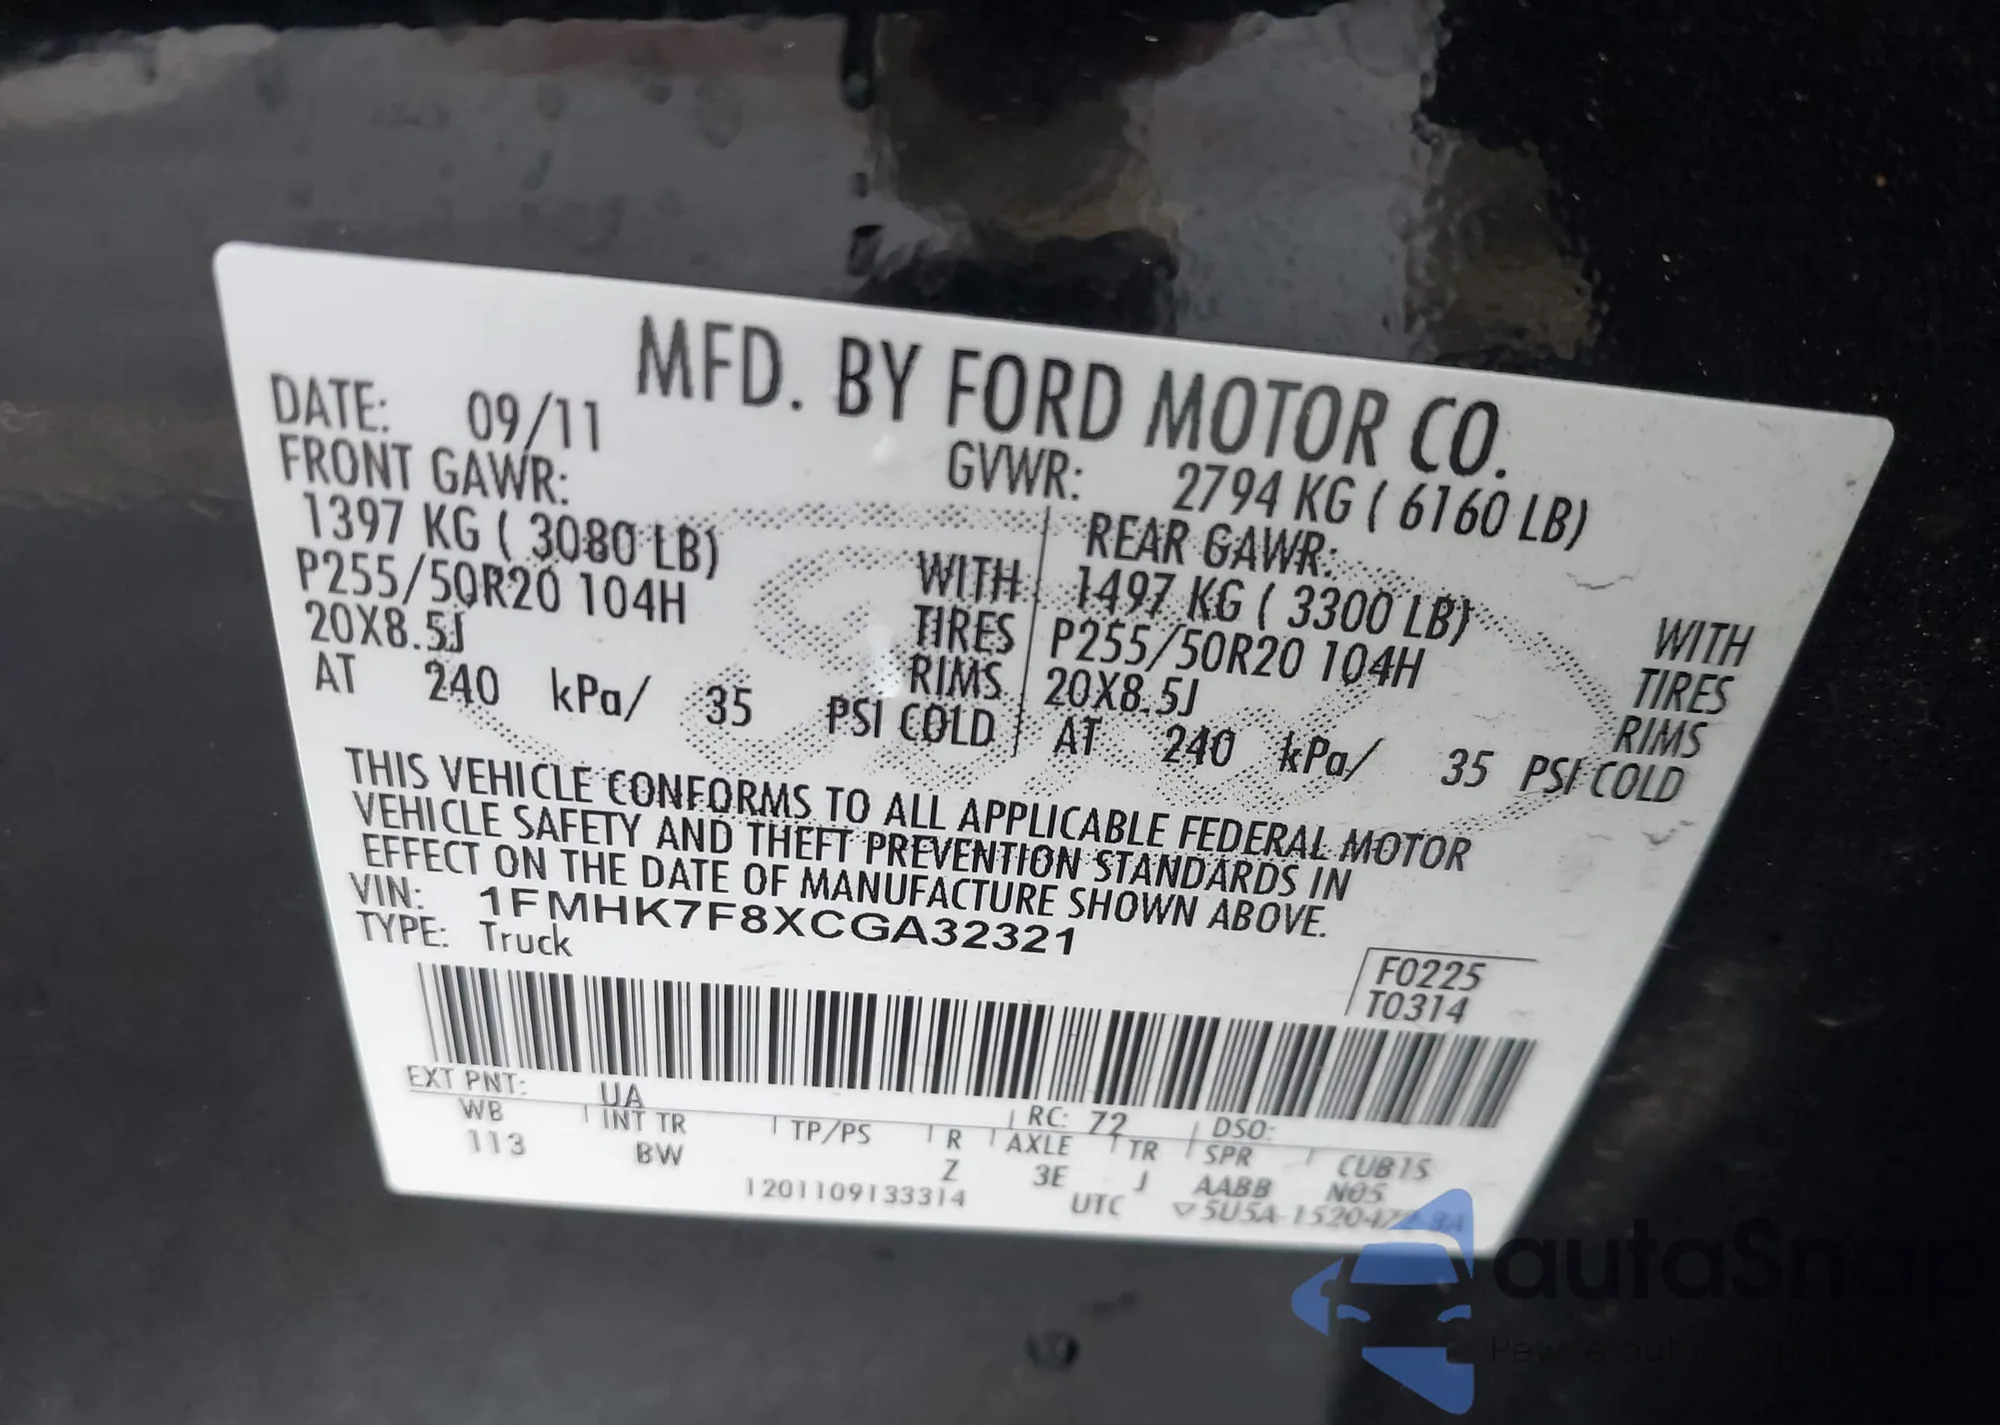 MFD. BY FORD MOTOR CO.
DATE: 09/11 GVWR: 2794 KG ( 6160 LB)
FRONT GAWR: REAR GAWR:
1397 KG ( 3080 LB) WITH 1497 KG ( 3300 LB) WITH
P255/50R20 104H TIRES P255/50R20 104H TIRES
20X8.5J RIMS 20X8.5J RIMS
AT 240 kPa/ 35 PSI COLD AT 240 kPa/ 35 PSI COLD
THIS VEHICLE CONFORMS TO ALL APPLICABLE FEDERAL MOTOR
VEHICLE SAFETY AND THEFT PREVENTION STANDARDS IN
EFFECT ON THE DATE OF MANUFACTURE SHOWN ABOVE.
VIN: 1FMHK7F8XCGA32321
TYPE: Truck
F0225
T0314
EXT PNT: UA RC: 72 DSO:
WB INT TR TP/PS R AXLE TR SPR CUB1S
113 BW Z 3E J AABB N05
1201109133314 UTC ▽5U5A-1520472-
autaSnap